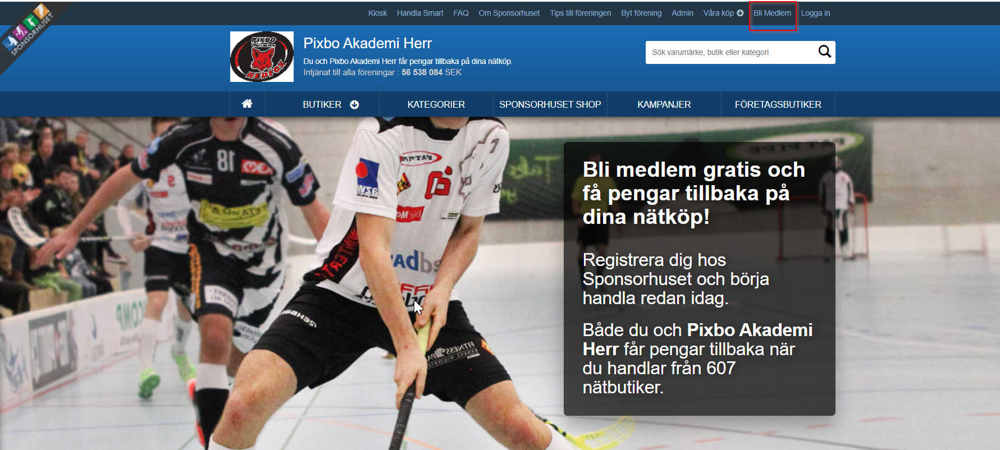 SPONSORHUSET
Kiosk Handla Smart FAQ Om Sponsorhuset Tips till föreningen Byt förening Admin Våra köp Bli Medlem Logga in
PIXBO
REDFOX
Pixbo Akademi Herr
Du och Pixbo Akademi Herr får pengar tillbaka på dina nätköp.
Intjänat till alla föreningar : 56 538 084 SEK
Sök varumärke, butik eller kategori
BUTIKER KATEGORIER SPONSORHUSET SHOP KAMPANJER FÖRETAGSBUTIKER
18
FATPIPE
Bli medlem gratis och
få pengar tillbaka på
dina nätköp!
Registrera dig hos
Sponsorhuset och börja
handla redan idag.
Både du och Pixbo Akademi
Herr får pengar tillbaka när
du handlar från 607
nätbutiker.